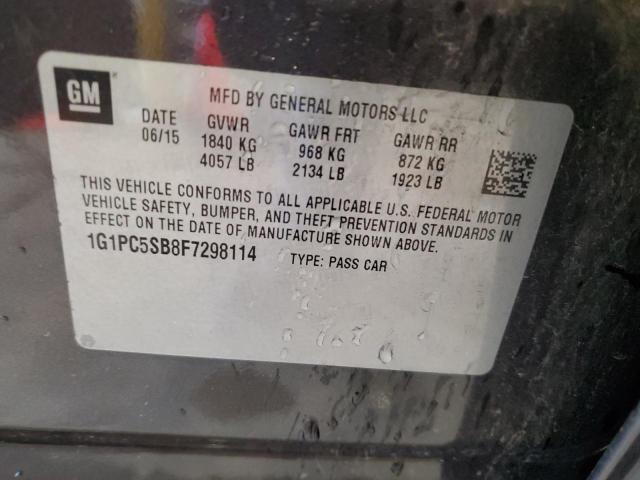 GM
MFD BY GENERAL MOTORS LLC
DATE GVWR GAWR FRT GAWR RR
06/15 1840 KG 968 KG 872 KG
4057 LB 2134 LB 1923 LB
THIS VEHICLE CONFORMS TO ALL APPLICABLE U.S. FEDERAL MOTOR
VEHICLE SAFETY, BUMPER, AND THEFT PREVENTION STANDARDS IN
EFFECT ON THE DATE OF MANUFACTURE SHOWN ABOVE.
1G1PC5SB8F7298114 TYPE: PASS CAR